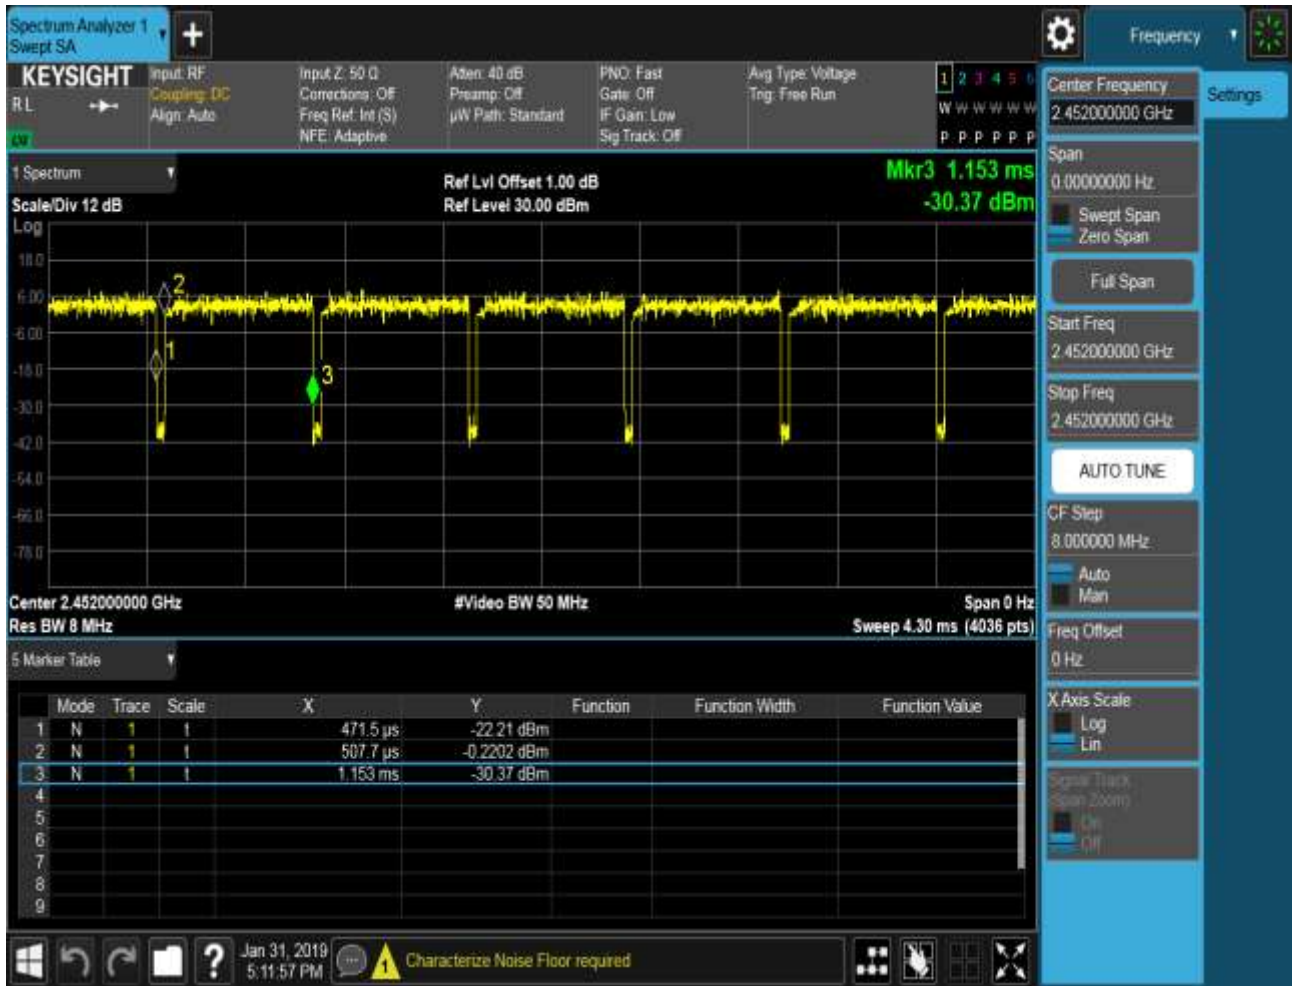 Spectrum Analyzer 1
Swept SA
Frequency
KEYSIGHT
R L
Input: RF
Coupling: DC
Align: Auto
Input Z: 50 Ω
Corrections: Off
Freq Ref: Int (S)
NFE: Adaptive
Atten: 40 dB
Preamp: Off
µW Path: Standard
PNO: Fast
Gate: Off
IF Gain: Low
Sig Track: Off
Avg Type: Voltage
Trig: Free Run
1 2 3 4 5 6
W W W W W W
P P P P P P
1 Spectrum
Scale/Div 12 dB
Ref Lvl Offset 1.00 dB
Ref Level 30.00 dBm
Mkr3 1.153 ms
-30.37 dBm
Log
18.0
6.00
-6.00
-18.0
-30.0
-42.0
-54.0
-66.0
-78.0
1
2
3
Center 2.452000000 GHz
Res BW 8 MHz
#Video BW 50 MHz
Span 0 Hz
Sweep 4.30 ms (4036 pts)
5 Marker Table
Mode Trace Scale X Y Function Function Width Function Value
1 N 1 t 471.5 µs -22.21 dBm
2 N 1 t 507.7 µs -0.2202 dBm
3 N 1 t 1.153 ms -30.37 dBm
4
5
6
7
8
9
Center Frequency
2.452000000 GHz
Settings
Span
0.00000000 Hz
Swept Span
Zero Span
Full Span
Start Freq
2.452000000 GHz
Stop Freq
2.452000000 GHz
AUTO TUNE
CF Step
8.000000 MHz
Auto
Man
Freq Offset
0 Hz
X Axis Scale
Log
Lin
Signal Track
(Span Zoom)
On
Off
?
Jan 31, 2019
5:11:57 PM
1
Characterize Noise Floor required